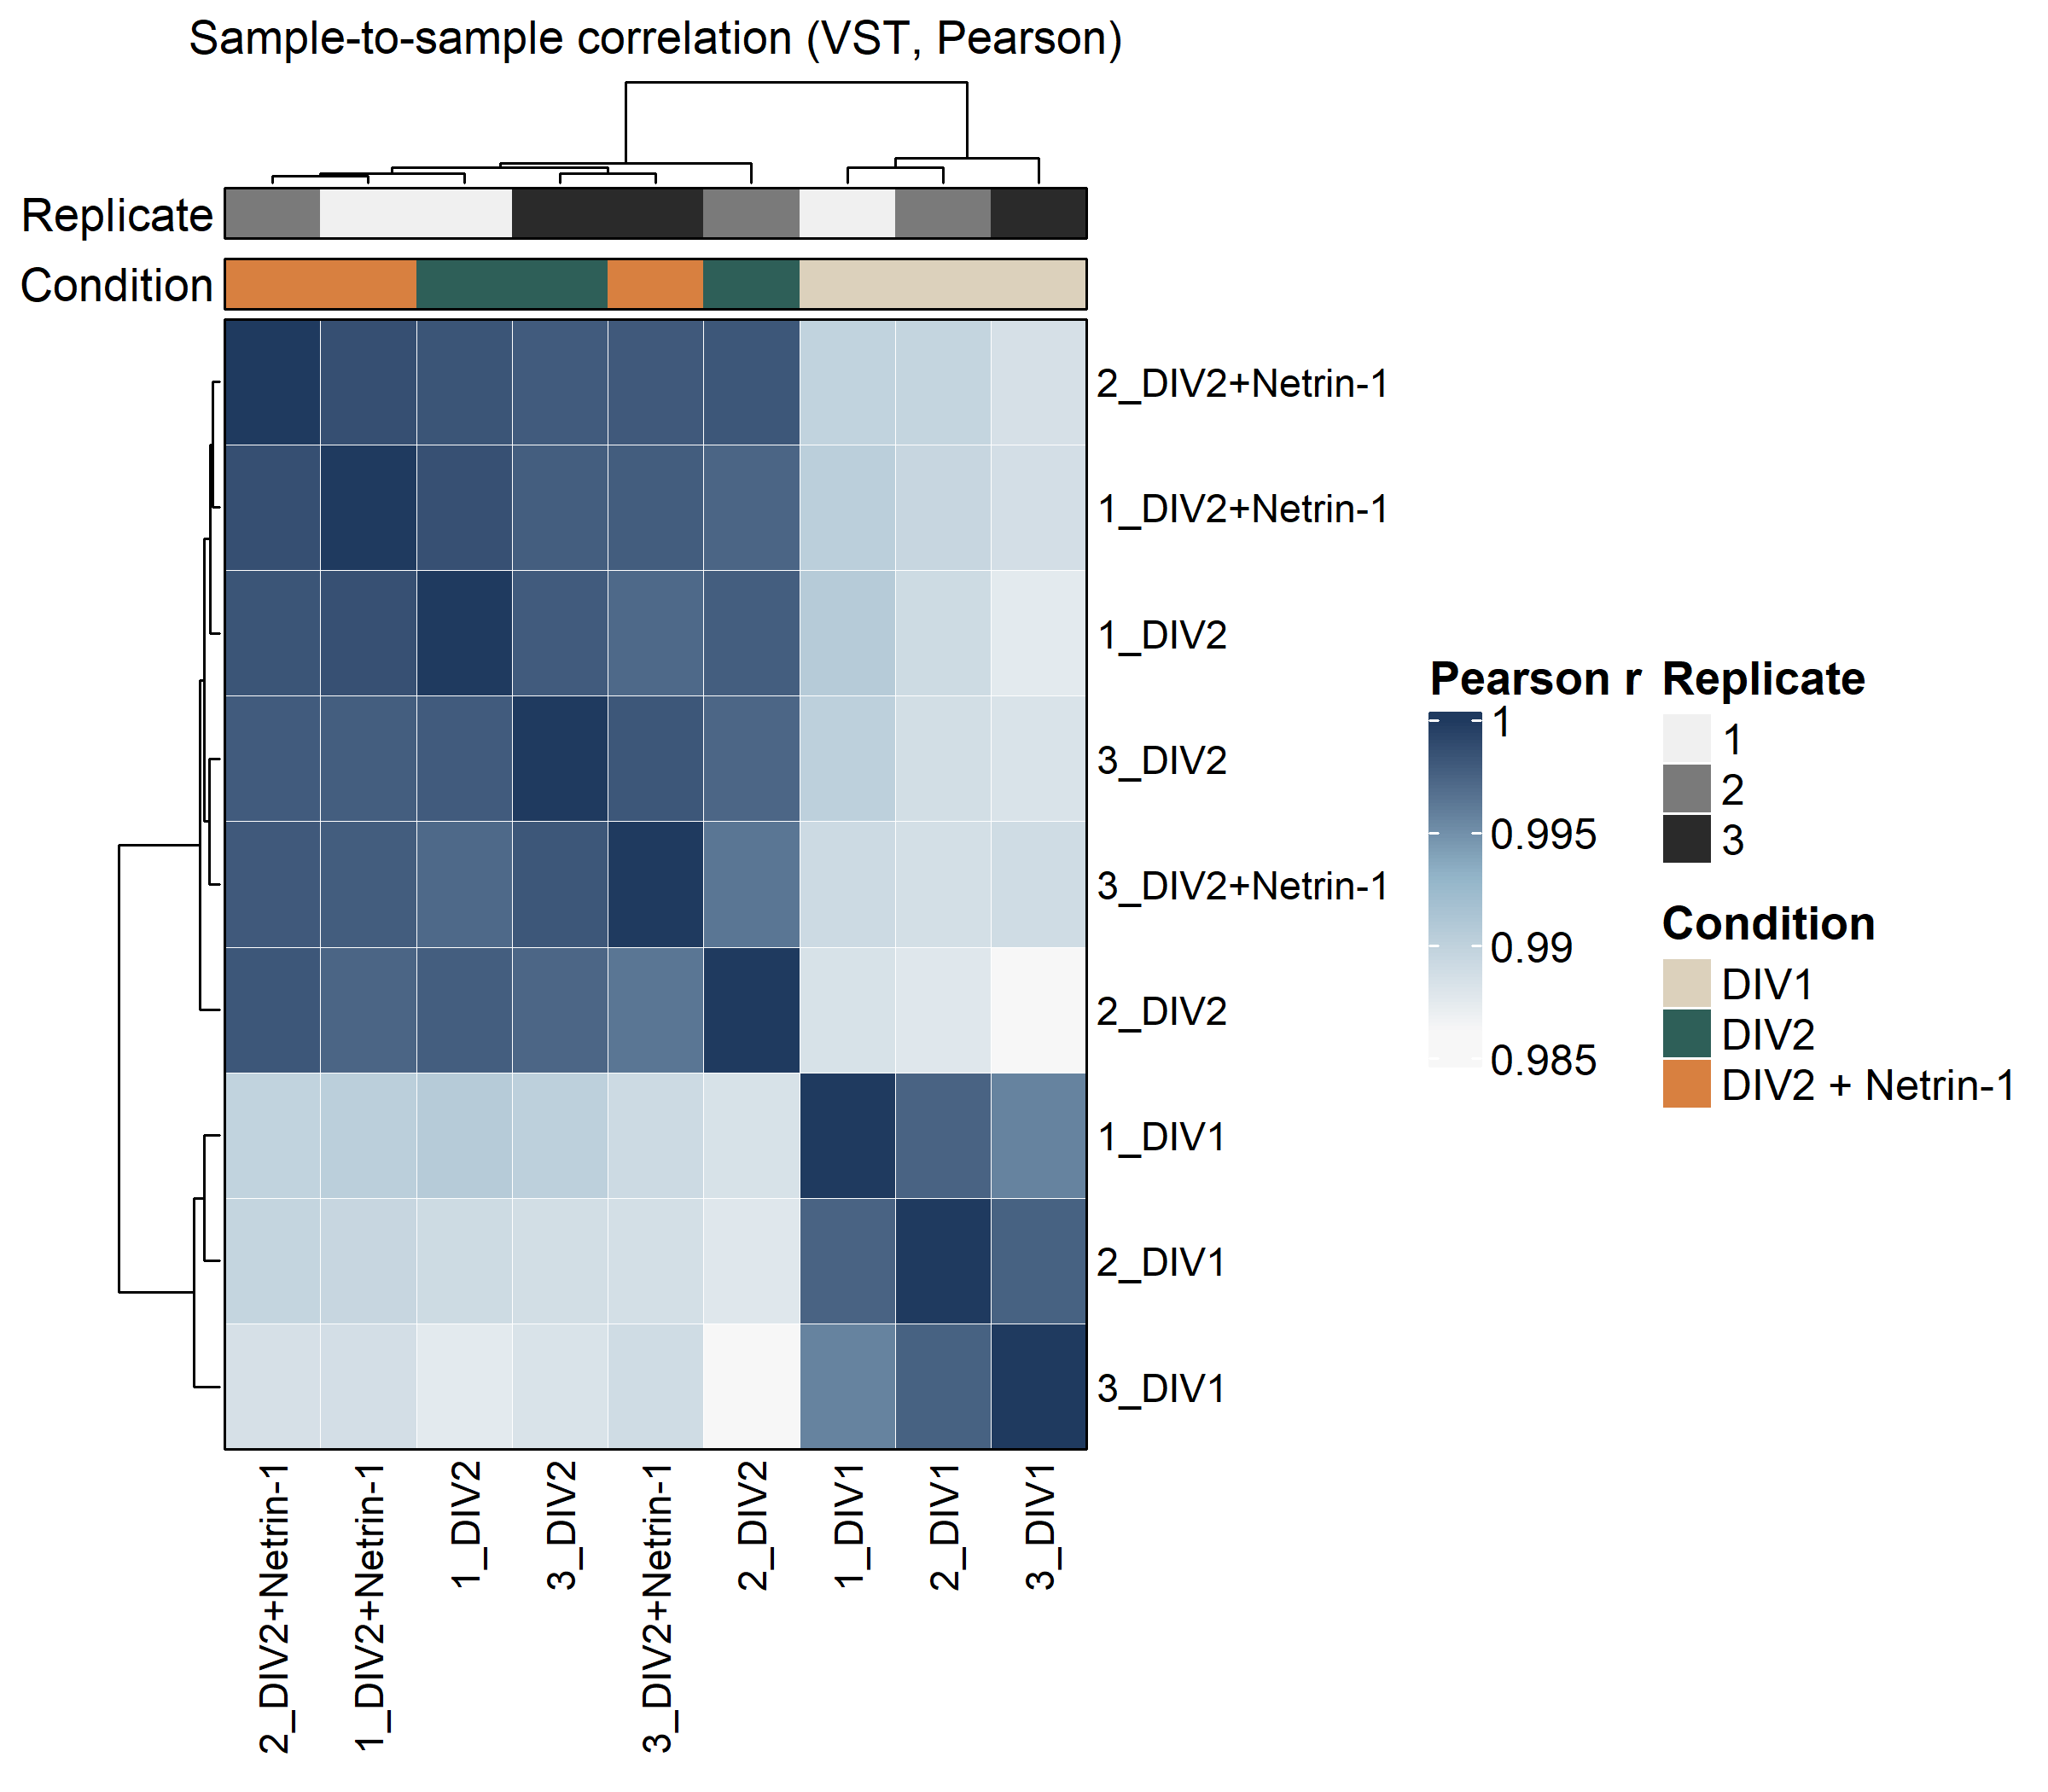 Sample-to-sample correlation (VST, Pearson)
Replicate
Condition
2_DIV2+Netrin-1
1_DIV2+Netrin-1
1_DIV2
3_DIV2
3_DIV2+Netrin-1
2_DIV2
1_DIV1
2_DIV1
3_DIV1
2_DIV2+Netrin-1
1_DIV2+Netrin-1
1_DIV2
3_DIV2
3_DIV2+Netrin-1
2_DIV2
1_DIV1
2_DIV1
3_DIV1
Pearson r
1
0.995
0.99
0.985
Replicate
1
2
3
Condition
DIV1
DIV2
DIV2 + Netrin-1